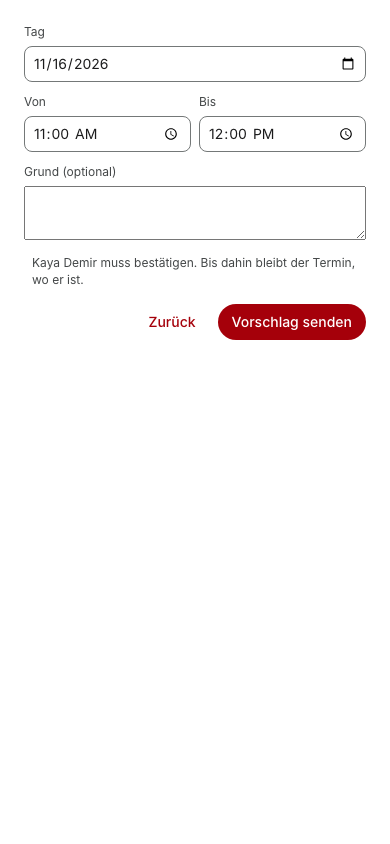 Tag
11/16/2026
Von
Bis
11:00 AM
12:00 PM
Grund (optional)
Kaya Demir muss bestätigen. Bis dahin bleibt der Termin,
wo er ist.
Zurück
Vorschlag senden